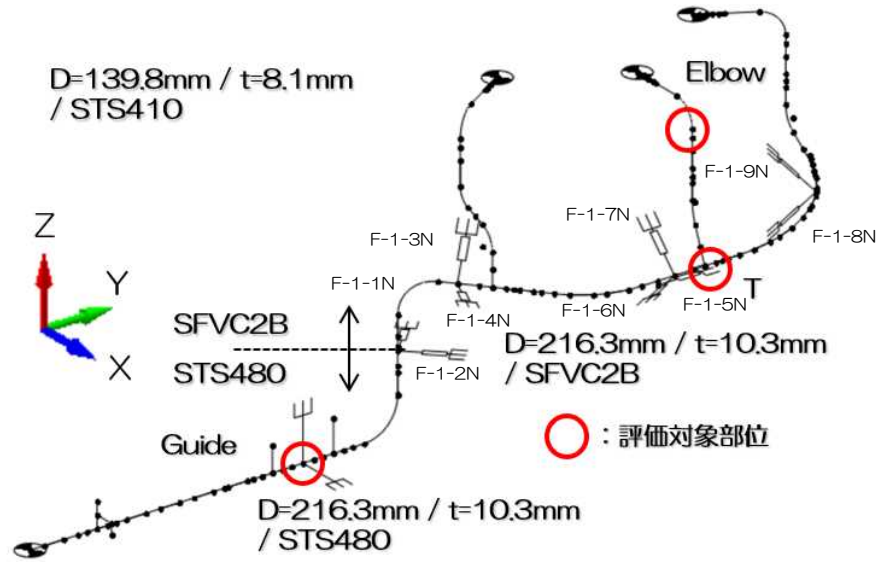 Elbow
D=139.8mm / t=8.1mm
/ STS410
F-1-9N
F-1-7N
F-1-3N
F-1-8N
Z
Y
X
F-1-1N
T
F-1-5N
F-1-6N
F-1-4N
SFVC2B
D=216.3mm / t=10.3mm
/ SFVC2B
STS480
F-1-2N
Guide
：評価対象部位
D=216.3mm / t=10.3mm
/ STS480